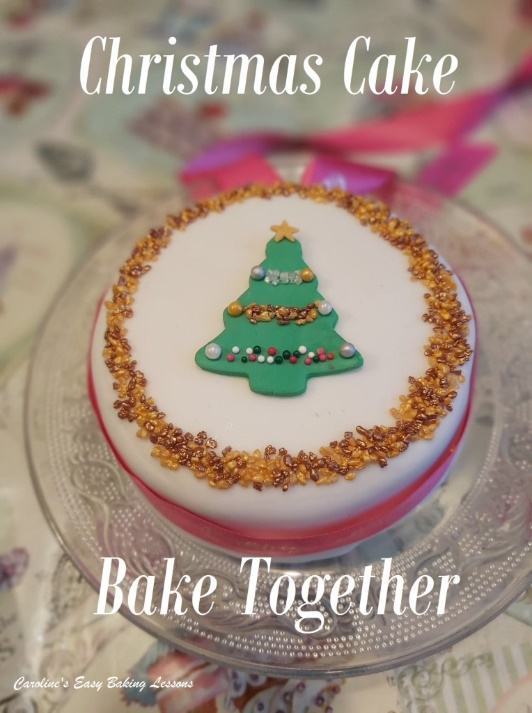 Christmas Cake
Bake Together
Caroline's Easy Baking Lessons